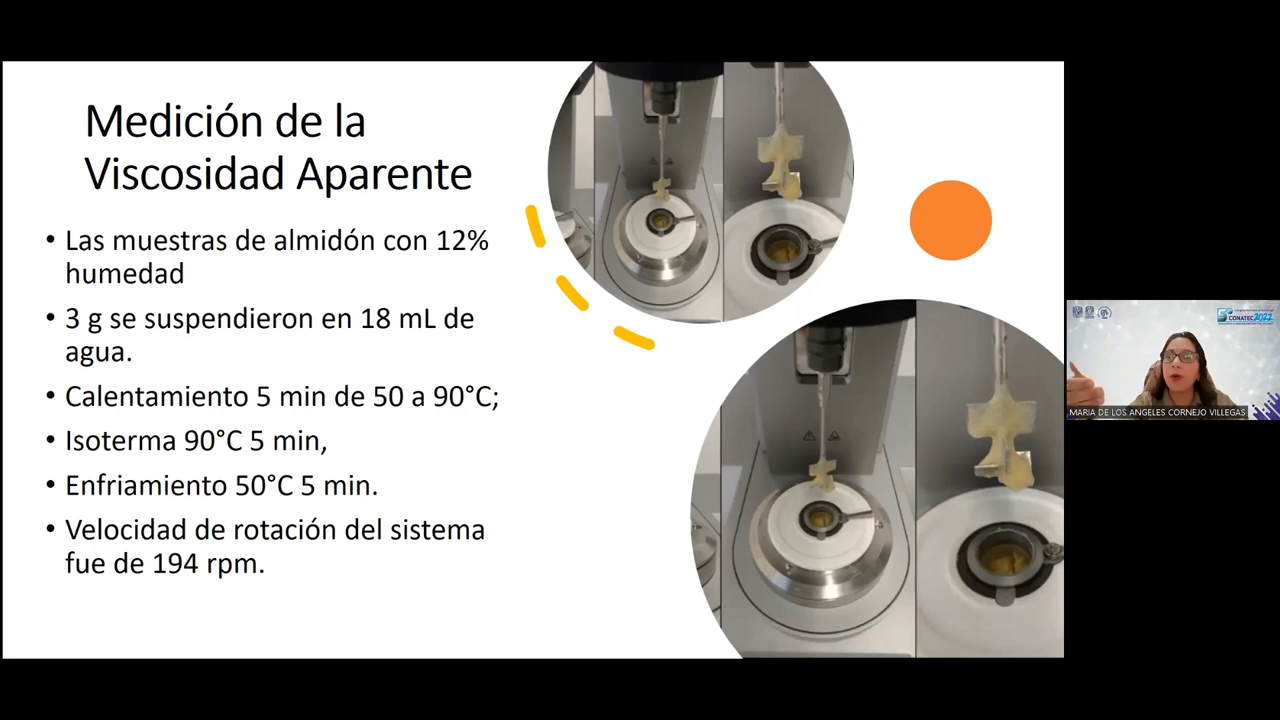 Medición de la
Viscosidad Aparente
• Las muestras de almidón con 12%
humedad
• 3 g se suspendieron en 18 mL de
agua.
• Calentamiento 5 min de 50 a 90°C;
• Isoterma 90°C 5 min,
• Enfriamiento 50°C 5 min.
• Velocidad de rotación del sistema
fue de 194 rpm.
CONATEC 2022
MARIA DE LOS ANGELES CORNEJO VILLEGAS